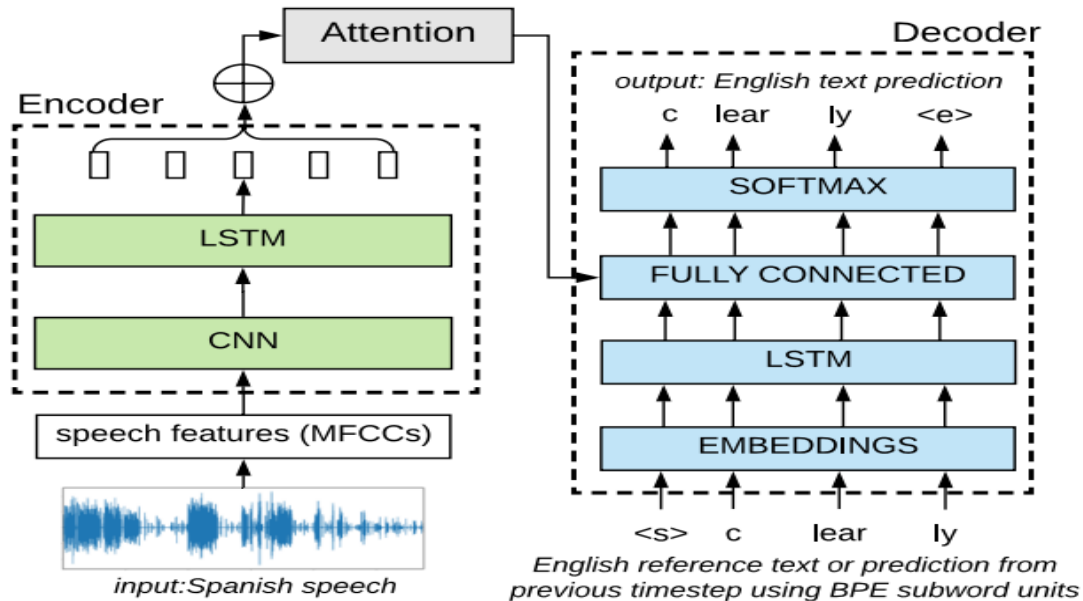 Attention
Decoder
Encoder
output: English text prediction
c lear ly <e>
SOFTMAX
LSTM
FULLY CONNECTED
CNN
LSTM
speech features (MFCCs)
EMBEDDINGS
<s> c lear ly
input:Spanish speech
English reference text or prediction from
previous timestep using BPE subword units